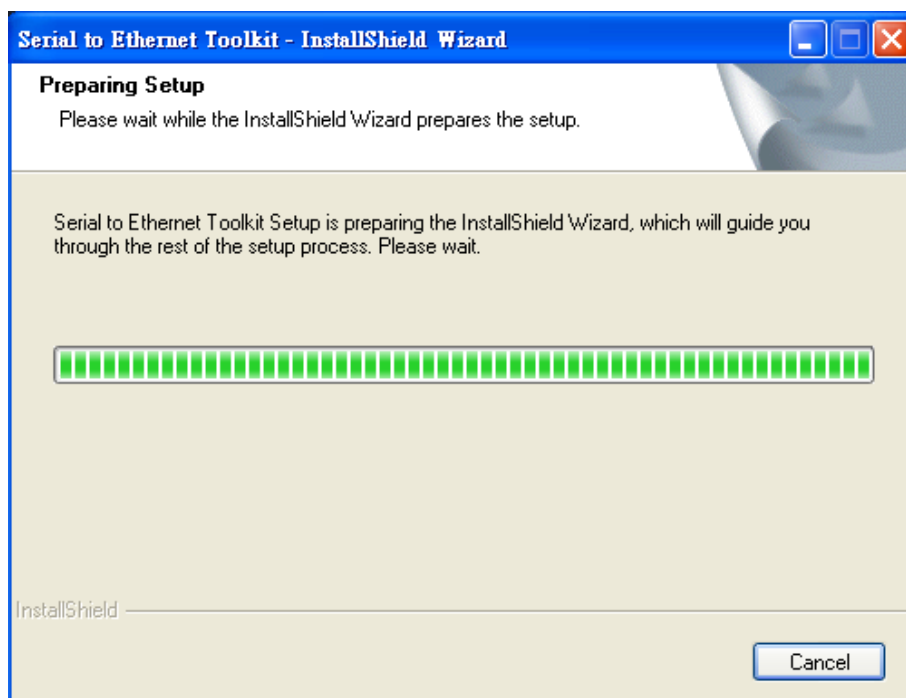 Serial to Ethernet Toolkit - InstallShield Wizard
Preparing Setup
Please wait while the InstallShield Wizard prepares the setup.
Serial to Ethernet Toolkit Setup is preparing the InstallShield Wizard, which will guide you
through the rest of the setup process. Please wait.
InstallShield
Cancel